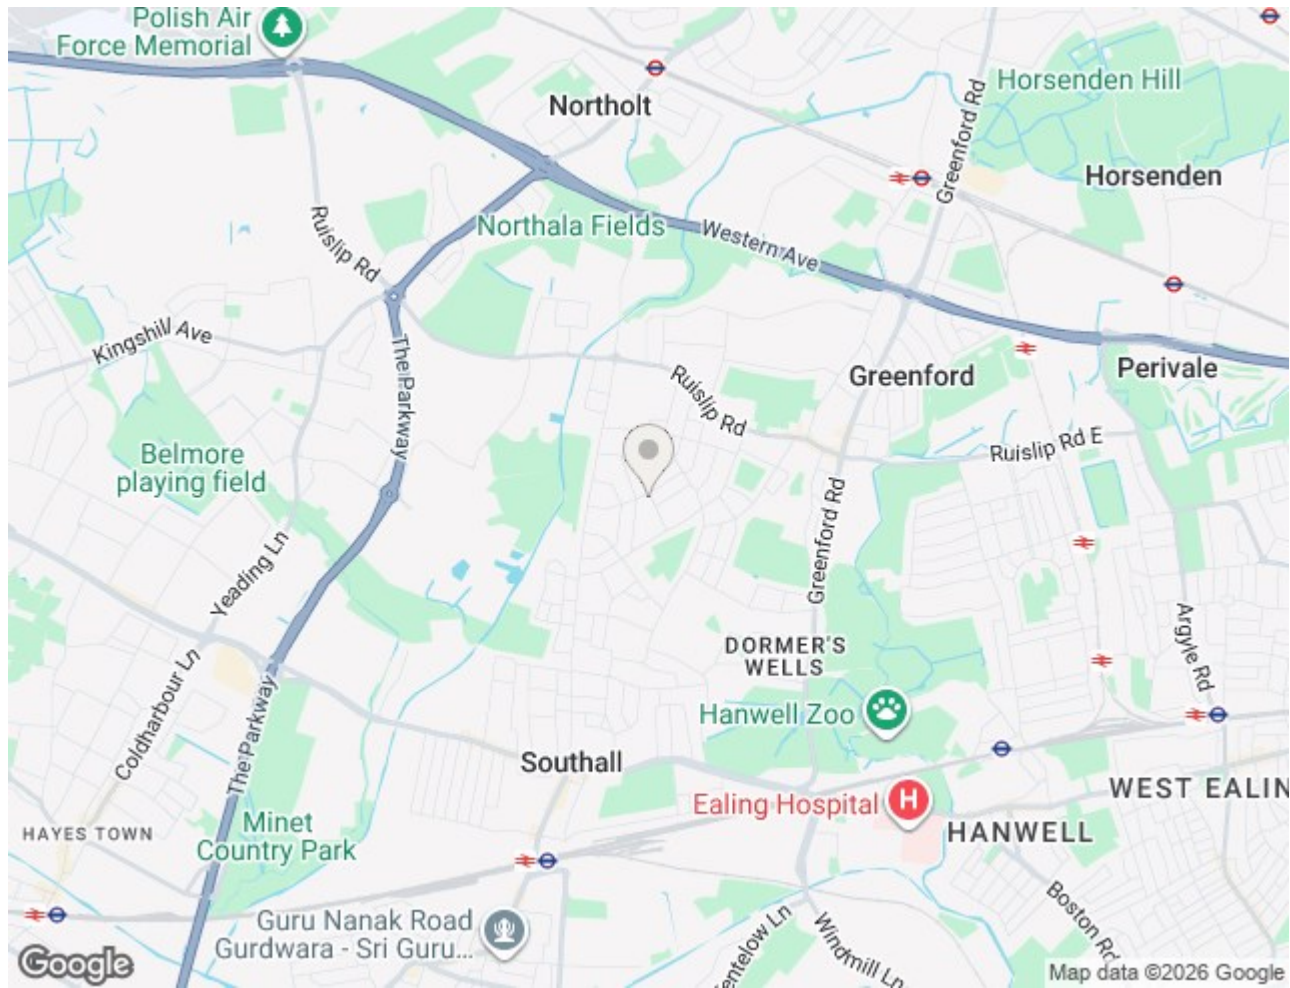 Polish Air
Force Memorial
Northolt
Horsenden Hill
Greenford Rd
Horsenden
Ruislip Rd
Northala Fields
Western Ave
Kingshill Ave
The Parkway
Ruislip Rd
Greenford
Perivale
Belmore
playing field
Ruislip Rd E
Yeading Ln
Greenford Rd
Argyle Rd
DORMER'S
WELLS
Coldharbour Ln
The Parkway
Hanwell Zoo
Southall
Ealing Hospital
H
WEST EALIN
HAYES TOWN
Minet
Country Park
HANWELL
Boston Rd
Guru Nanak Road
Gurdwara - Sri Guru...
entelow Ln
Windmill Ln
Google
Map data ©2026 Google